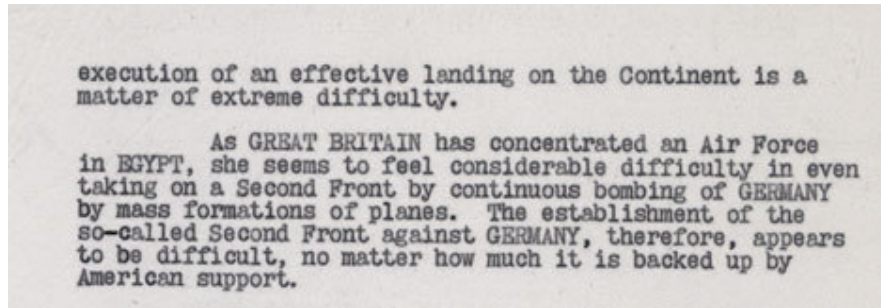 execution of an effective landing on the Continent is a
matter of extreme difficulty.
As GREAT BRITAIN has concentrated an Air Force
in EGYPT, she seems to feel considerable difficulty in even
taking on a Second Front by continuous bombing of GERMANY
by mass formations of planes. The establishment of the
so-called Second Front against GERMANY, therefore, appears
to be difficult, no matter how much it is backed up by
American support.